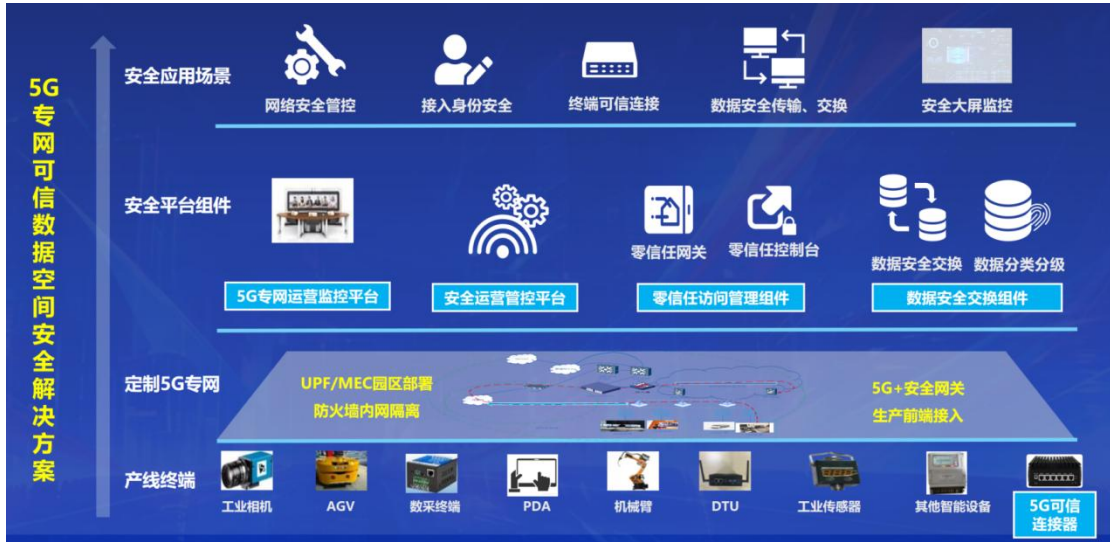 5G专网可信数据空间安全解决方案
安全应用场景
网络安全管控
接入身份安全
终端可信连接
数据安全传输、交换
安全大屏监控
安全平台组件
零信任网关
零信任控制台
数据安全交换
数据分类分级
5G专网运营监控平台
安全运营管控平台
零信任访问管理组件
数据安全交换组件
定制5G专网
UPF/MEC园区部署
防火墙内网隔离
5G+安全网关
生产前端接入
产线终端
工业相机
AGV
数采终端
PDA
机械臂
DTU
工业传感器
其他智能设备
5G可信
连接器